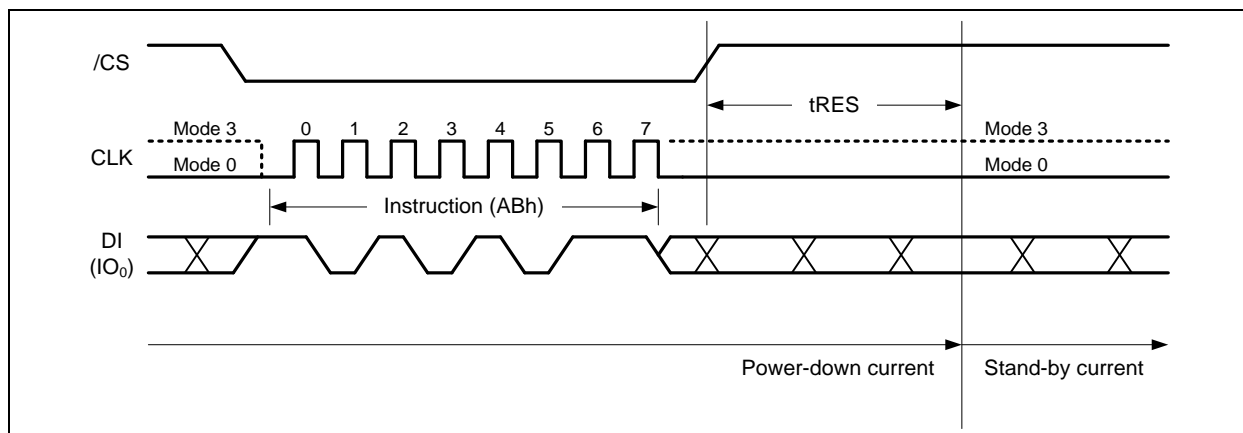 /CS
tRES
Mode 3
0 1 2 3 4 5 6 7
Mode 3
CLK
Mode 0
Mode 0
Instruction (ABh)
DI
(IO₀)
Power-down current
Stand-by current